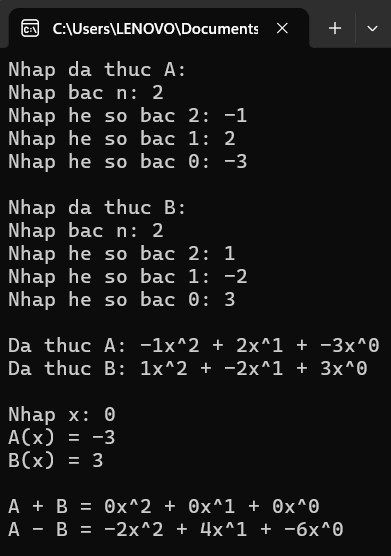 C:\Users\LENOVO\Documents
Nhap da thuc A:
Nhap bac n: 2
Nhap he so bac 2: -1
Nhap he so bac 1: 2
Nhap he so bac 0: -3
Nhap da thuc B:
Nhap bac n: 2
Nhap he so bac 2: 1
Nhap he so bac 1: -2
Nhap he so bac 0: 3
Da thuc A: -1x^2 + 2x^1 + -3x^0
Da thuc B: 1x^2 + -2x^1 + 3x^0
Nhap x: 0
A(x) = -3
B(x) = 3
A + B = 0x^2 + 0x^1 + 0x^0
A - B = -2x^2 + 4x^1 + -6x^0